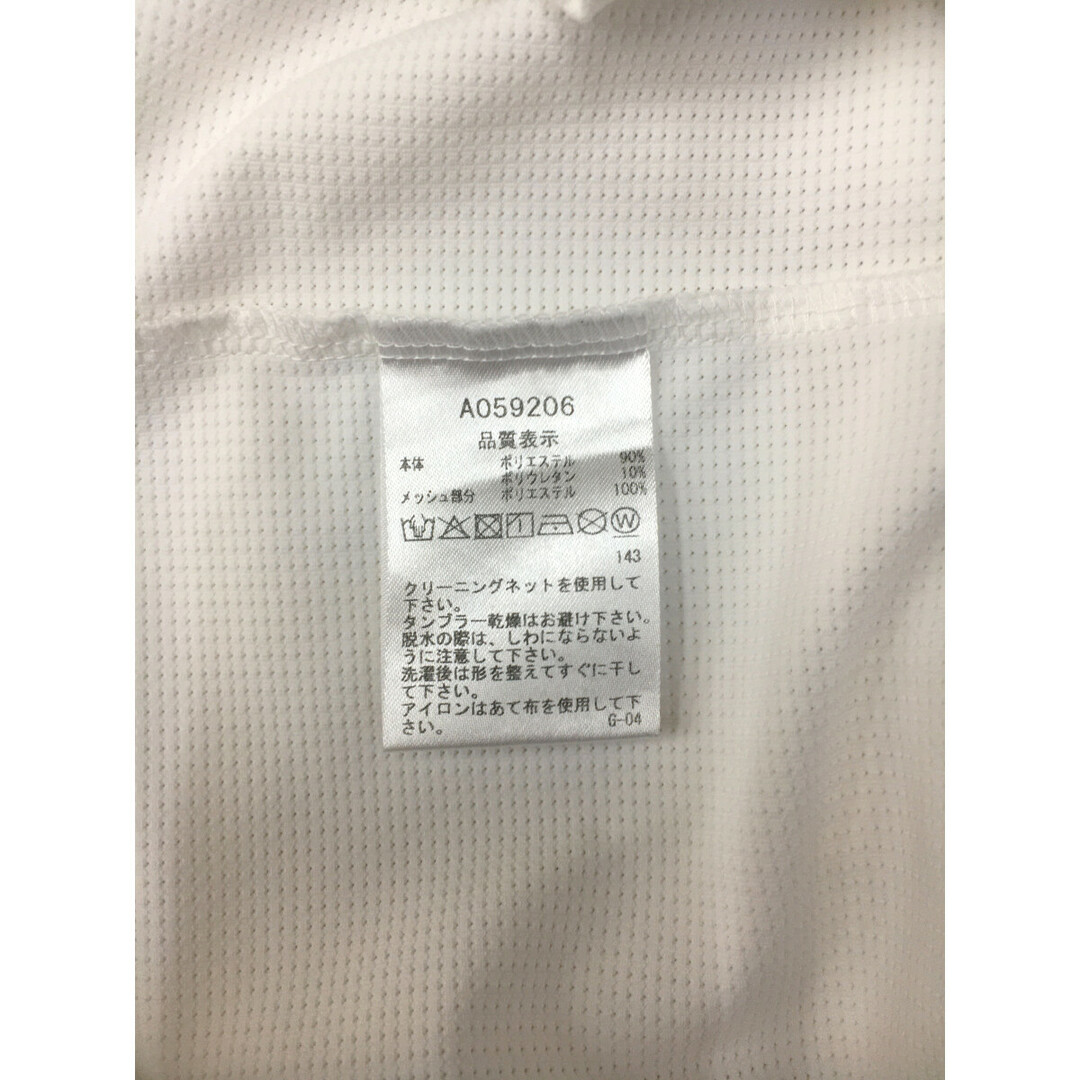 A059206
品質表示
本体 ポリエステル 90%
ポリウレタン 10%
メッシュ部分 ポリエステル 100%
W
143
クリーニングネットを使用して
下さい。
タンブラー乾燥はお避け下さい。
脱水の際は、しわにならないよ
うに注意して下さい。
洗濯後は形を整えてすぐに干し
て下さい。
アイロンはあて布を使用して下
さい。 G-04